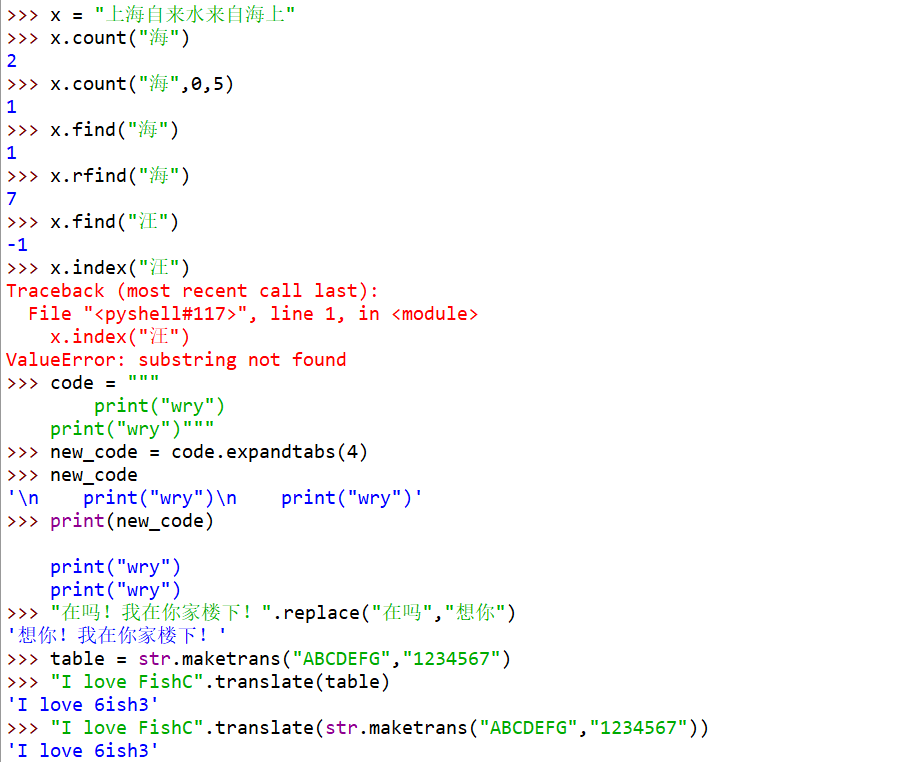 >>> x = "上海自来水来自海上"
>>> x.count("海")
2
>>> x.count("海",0,5)
1
>>> x.find("海")
1
>>> x.rfind("海")
7
>>> x.find("汪")
-1
>>> x.index("汪")
Traceback (most recent call last):
  File "<pyshell#117>", line 1, in <module>
    x.index("汪")
ValueError: substring not found
>>> code = """
        print("wry")
    print("wry")"""
>>> new_code = code.expandtabs(4)
>>> new_code
'\n    print("wry")\n    print("wry")'
>>> print(new_code)

    print("wry")
    print("wry")
>>> "在吗！我在你家楼下！".replace("在吗","想你")
'想你！我在你家楼下！'
>>> table = str.maketrans("ABCDEFG","1234567")
>>> "I love FishC".translate(table)
'I love 6ish3'
>>> "I love FishC".translate(str.maketrans("ABCDEFG","1234567"))
'I love 6ish3'